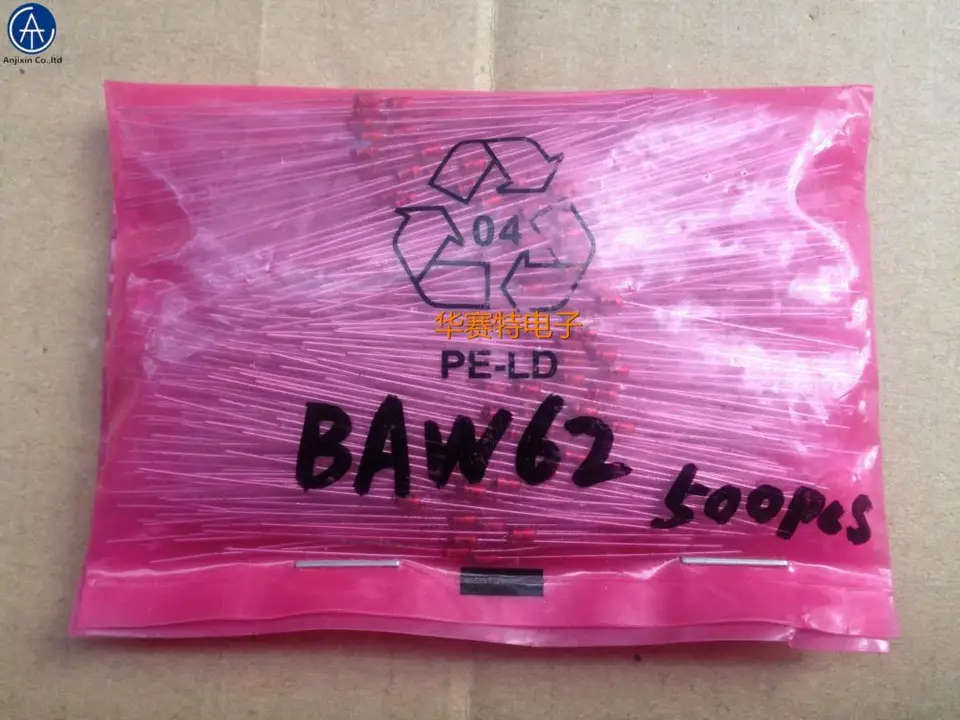 Anjixin Co.,ltd
04
华赛特电子
PE-LD
BAW62
500pcs